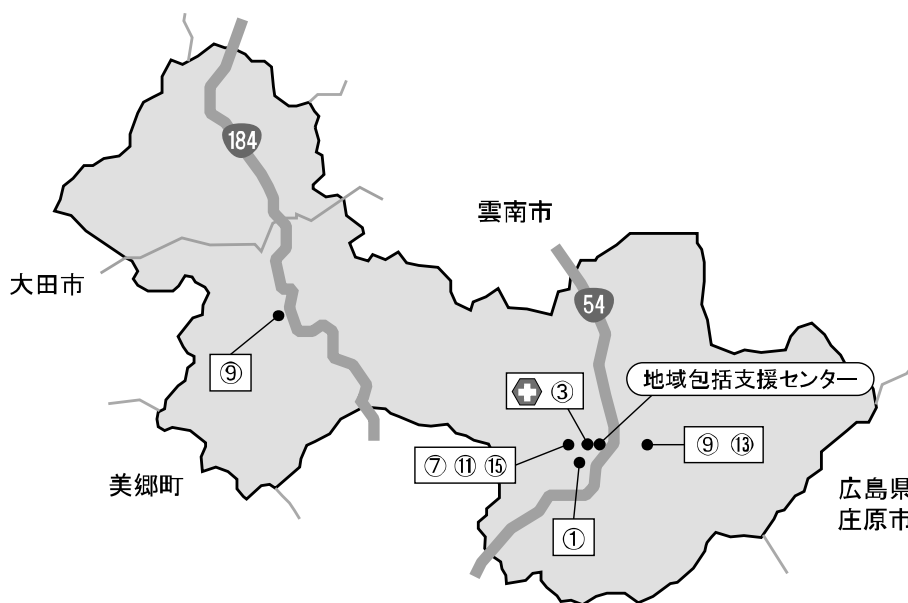 184
雲南市
大田市
54
⑨
地域包括支援センター
③
⑦ ⑪ ⑮
⑨ ⑬
美郷町
広島県
庄原市
①